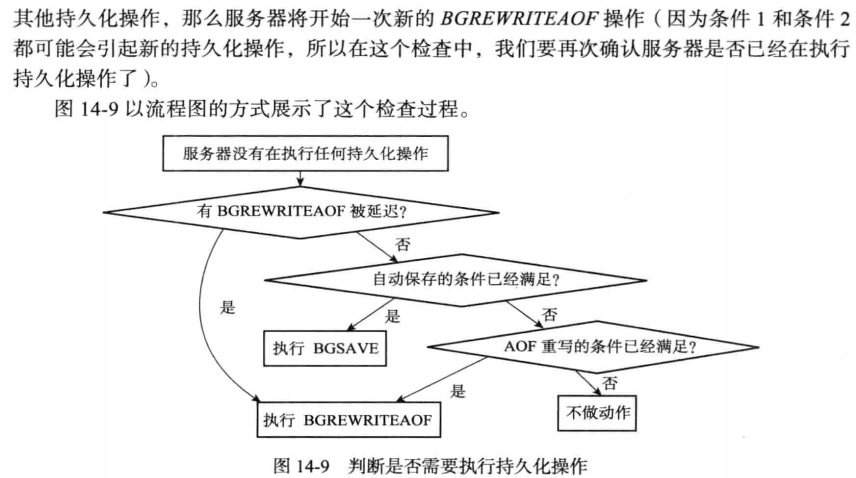 其他持久化操作，那么服务器将开始一次新的 BGREWRITEAOF 操作（因为条件 1 和条件 2
都可能会引起新的持久化操作，所以在这个检查中，我们要再次确认服务器是否已经在执行
持久化操作了）。
图 14-9 以流程图的方式展示了这个检查过程。
服务器没有在执行任何持久化操作
有 BGREWRITEAOF 被延迟？
否
自动保存的条件已经满足？
是
是
否
执行 BGSAVE
AOF 重写的条件已经满足？
是
否
执行 BGREWRITEAOF
不做动作
图 14-9 判断是否需要执行持久化操作